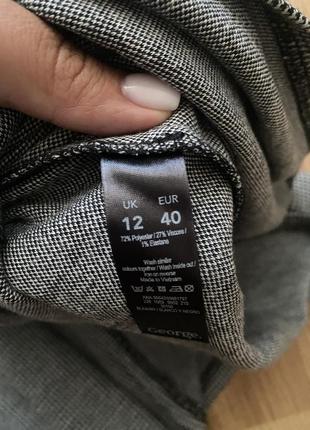 UK EUR
12 40
72% Polyester / 27% Viscose /
1% Elastane
Wash similar
colours together / Wash inside out /
Iron on reverse
Made in Vietnam
George.